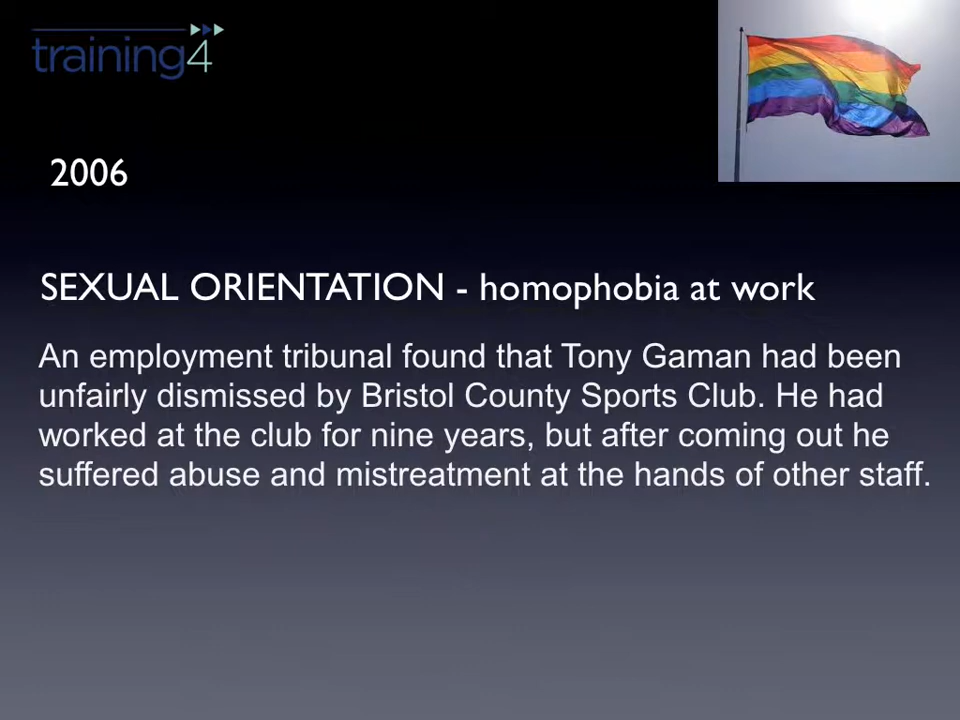 training4
2006
SEXUAL ORIENTATION - homophobia at work
An employment tribunal found that Tony Gaman had been
unfairly dismissed by Bristol County Sports Club. He had
worked at the club for nine years, but after coming out he
suffered abuse and mistreatment at the hands of other staff.